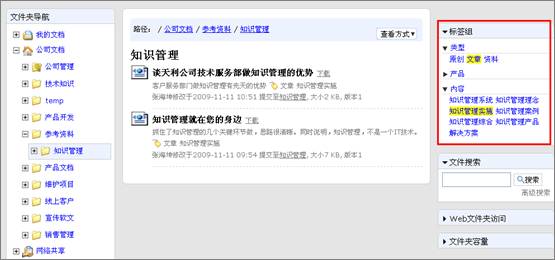 文件夹导航
我的文档
公司文档
公司管理
技术知识
temp
产品开发
参考资料
知识管理
产品文档
维护项目
线上客户
宣传软文
销售管理
网络共享
路径: / 公司文档 / 参考资料 / 知识管理
查看方式
知识管理
谈天利公司技术服务部做知识管理的优势 下载
客户服务部门做知识管理有先天的优势 文章 知识管理实施
张海坤修改于2009-11-11 10:51 提交至知识管理, 大小2 KB, 版本1
知识管理就在您的身边 下载
抓住了知识管理的几个关键环节做，思路很清晰。同时说明，知识管理，不是一个IT技术。
文章 知识管理实施
张海坤修改于2009-11-11 09:54 提交至知识管理, 大小7 KB, 版本1
标签组
类型
原创 文章 资料
产品
内容
知识管理系统 知识管理理念
知识管理实施 知识管理案例
知识管理综合 知识管理产品
解决方案
文件搜索
搜索
高级搜索
Web文件夹访问
文件夹容量